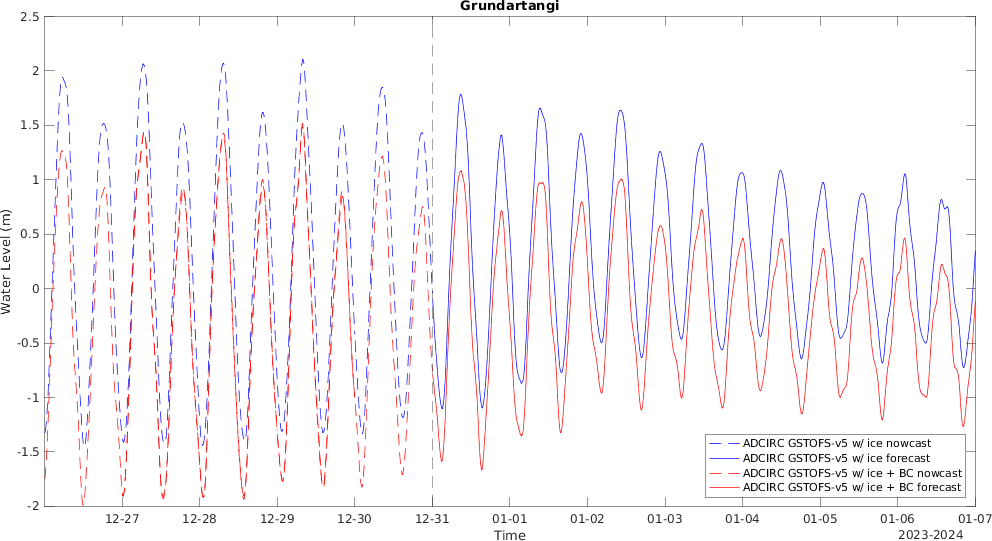 Grundartangi
2.5
2
1.5
1
0.5
0
-0.5
-1
-1.5
-2
Water Level (m)
12-27 12-28 12-29 12-30 12-31 01-01 01-02 01-03 01-04 01-05 01-06 01-07
Time
2023-2024
ADCIRC GSTOFS-v5 w/ ice nowcast
ADCIRC GSTOFS-v5 w/ ice forecast
ADCIRC GSTOFS-v5 w/ ice + BC nowcast
ADCIRC GSTOFS-v5 w/ ice + BC forecast